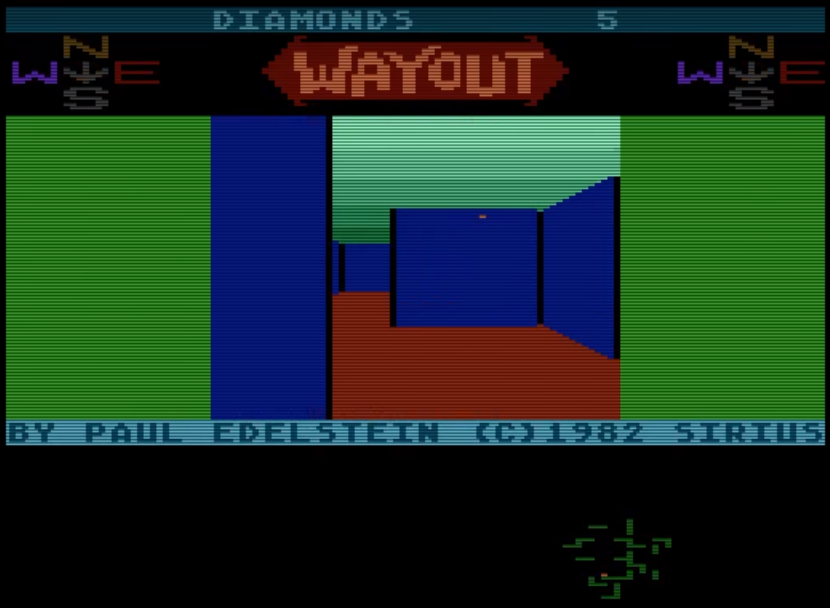 DIAMONDS 5
N
W E
S
WAYOUT
N
W E
S
BY PAUL EDELSTEIN (C)1982 SIRIUS